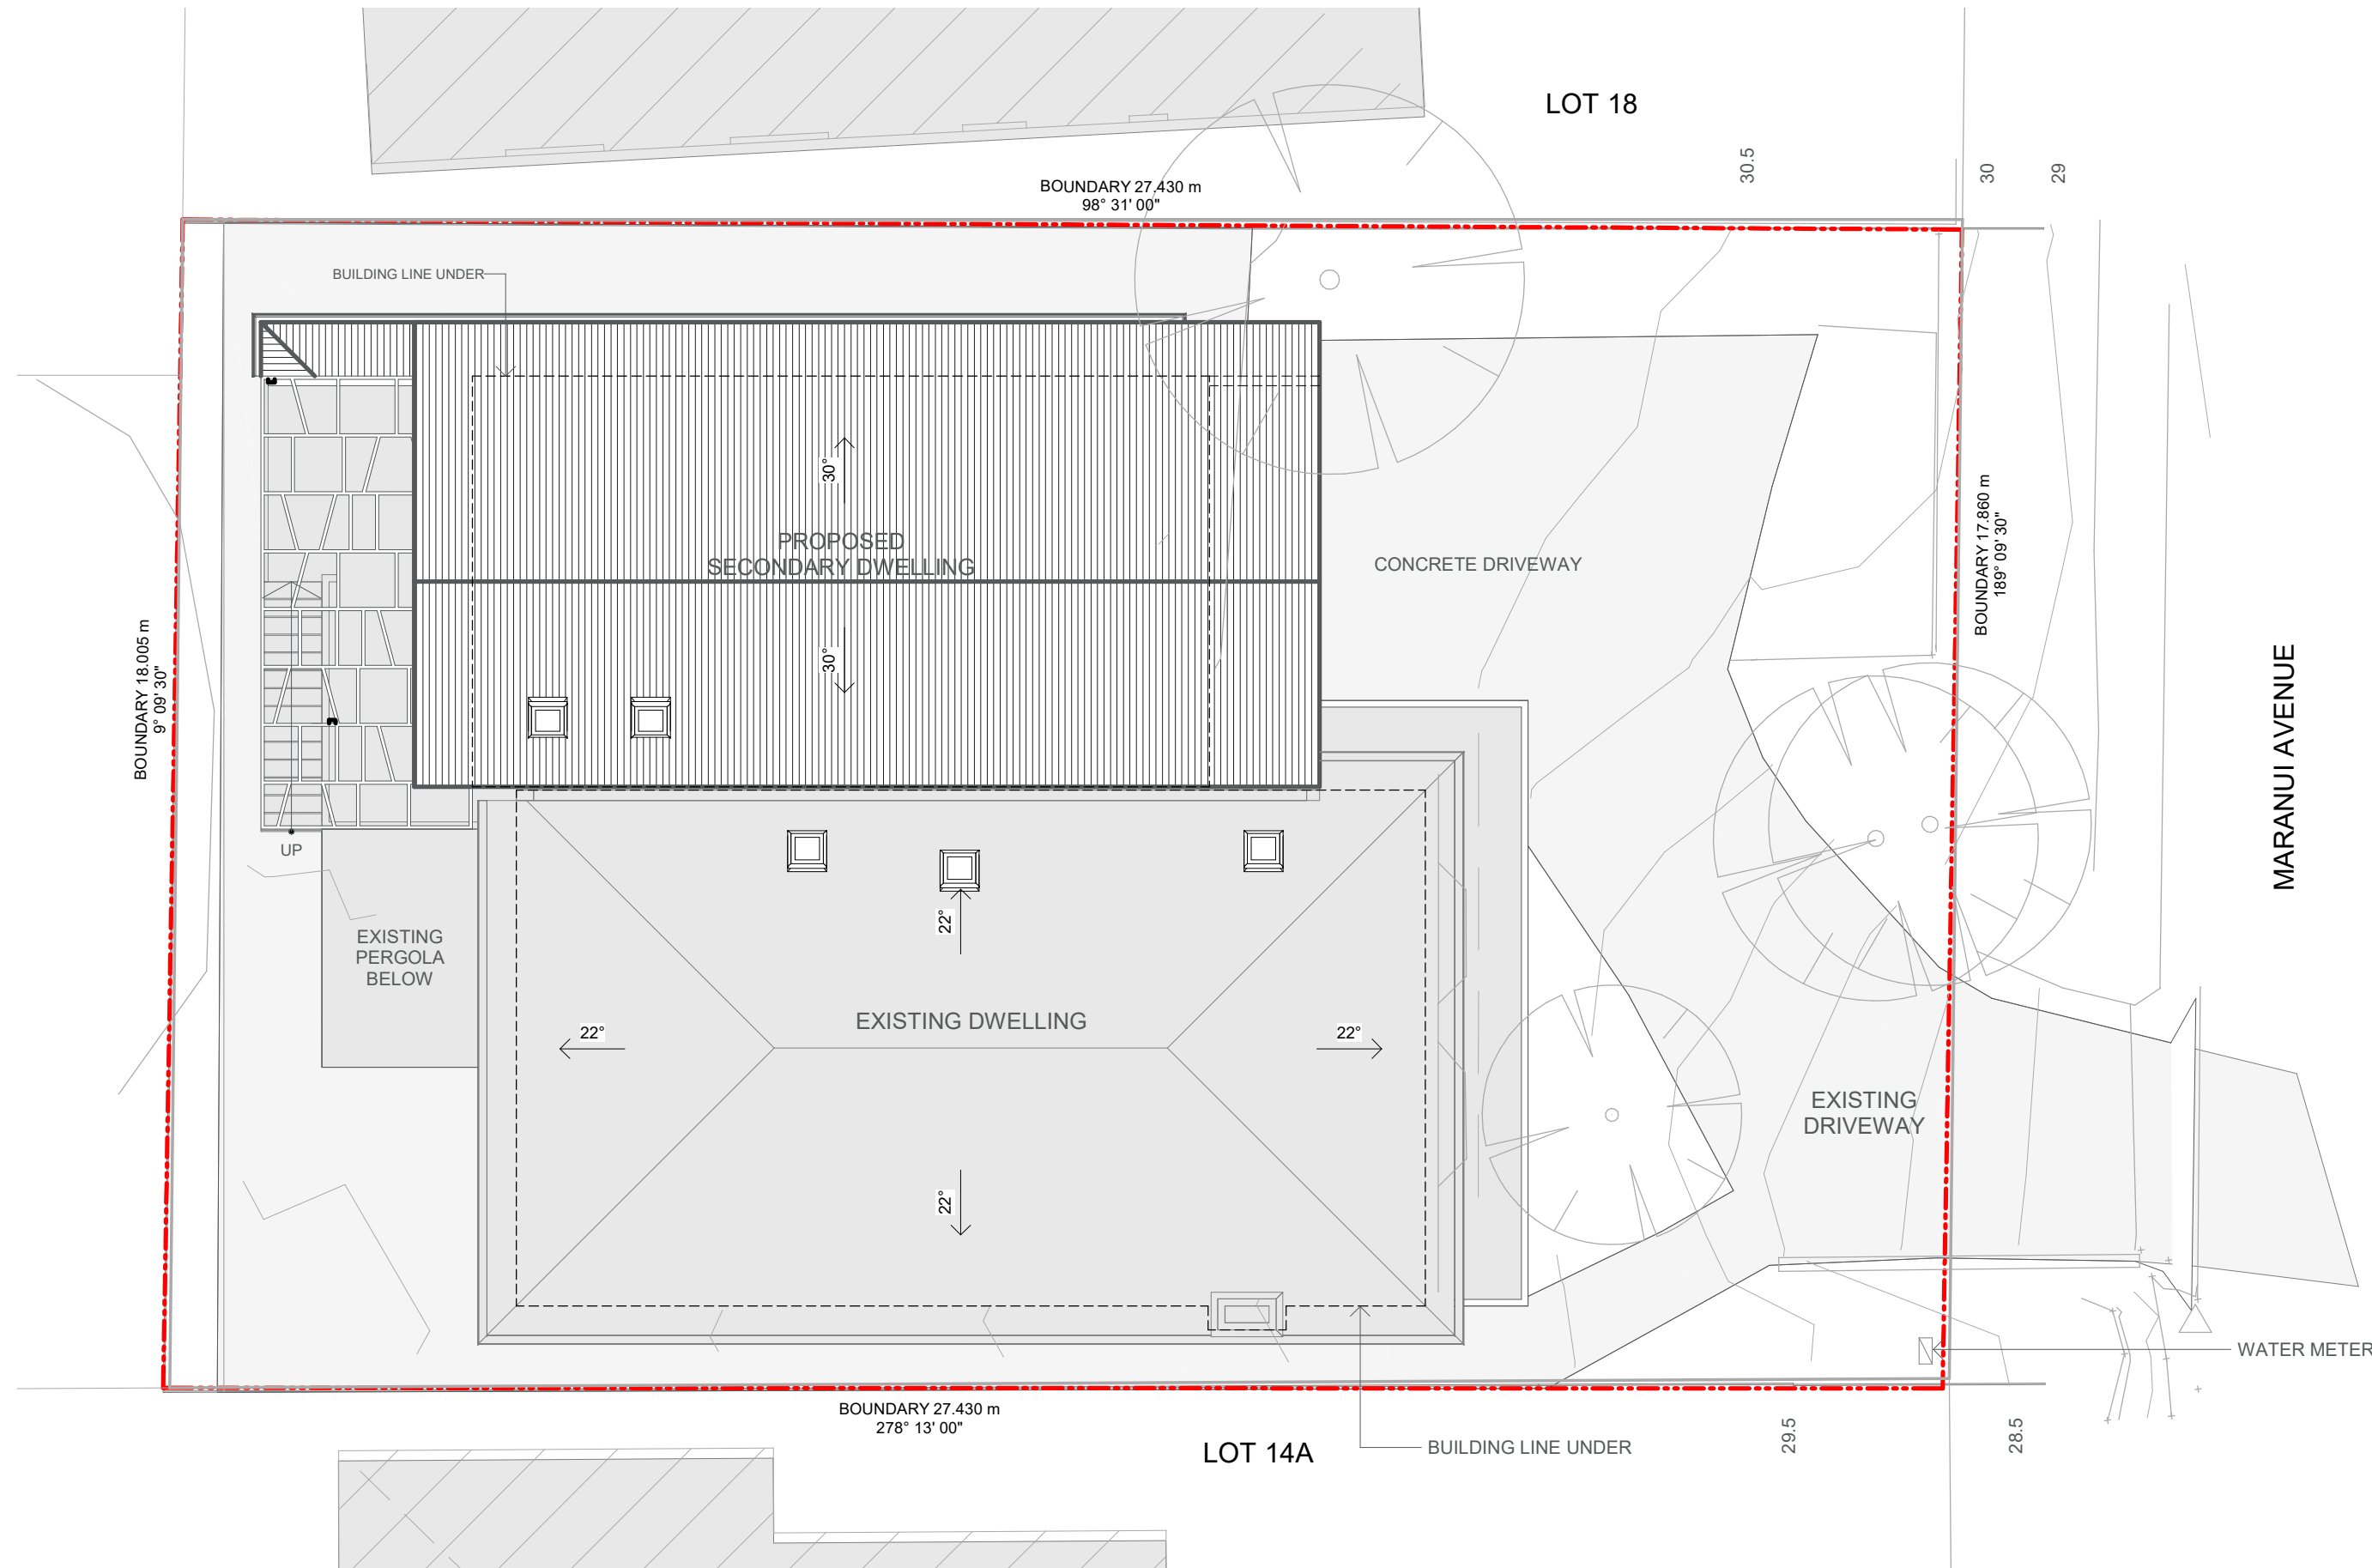 LOT 18
30.5
30
29
BOUNDARY 27.430 m
98° 31' 00"
BUILDING LINE UNDER
30°
PROPOSED
SECONDARY DWELLING
30°
CONCRETE DRIVEWAY
BOUNDARY 17.860 m
189° 09' 30"
BOUNDARY 18.005 m
9° 09' 30"
MARANUI AVENUE
UP
EXISTING
PERGOLA
BELOW
22°
EXISTING DWELLING
22°
22°
22°
EXISTING
DRIVEWAY
WATER METER
BOUNDARY 27.430 m
278° 13' 00"
LOT 14A
BUILDING LINE UNDER
29.5
28.5